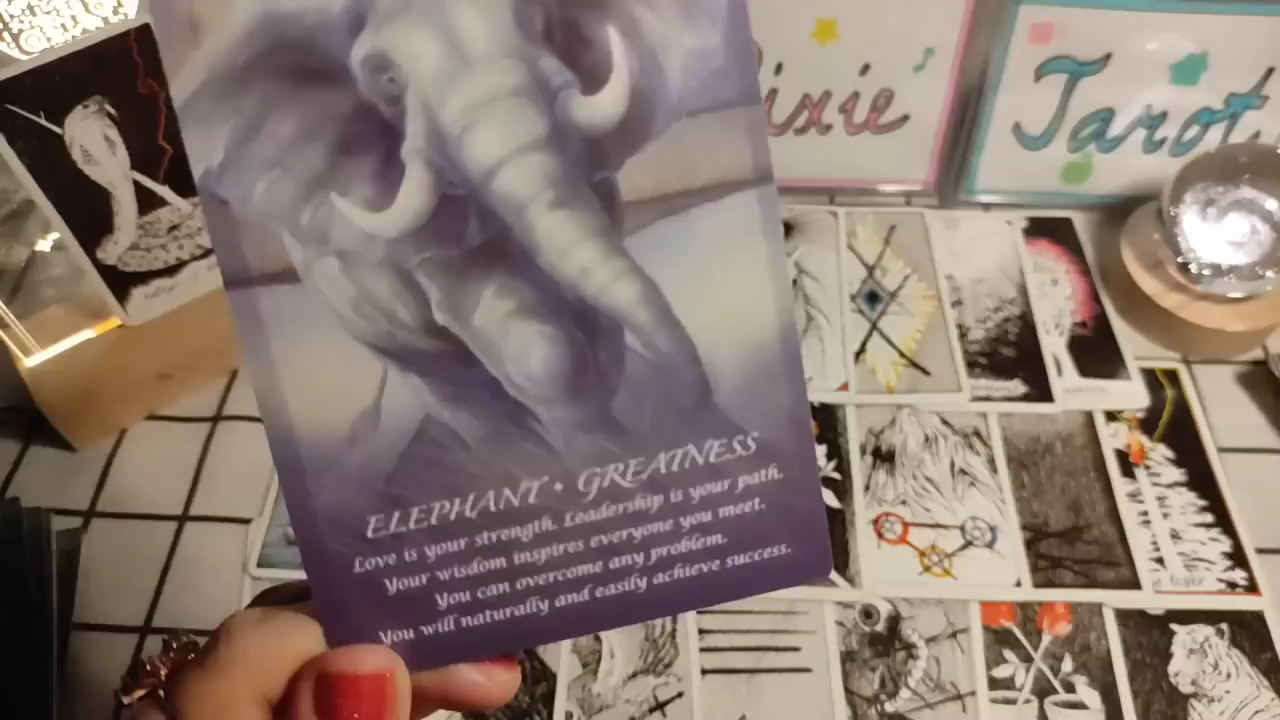 ixie
Tarot
ELEPHANT • GREATNESS
Love is your strength. Leadership is your path.
Your wisdom inspires everyone you meet.
You can overcome any problem.
You will naturally and easily achieve success.